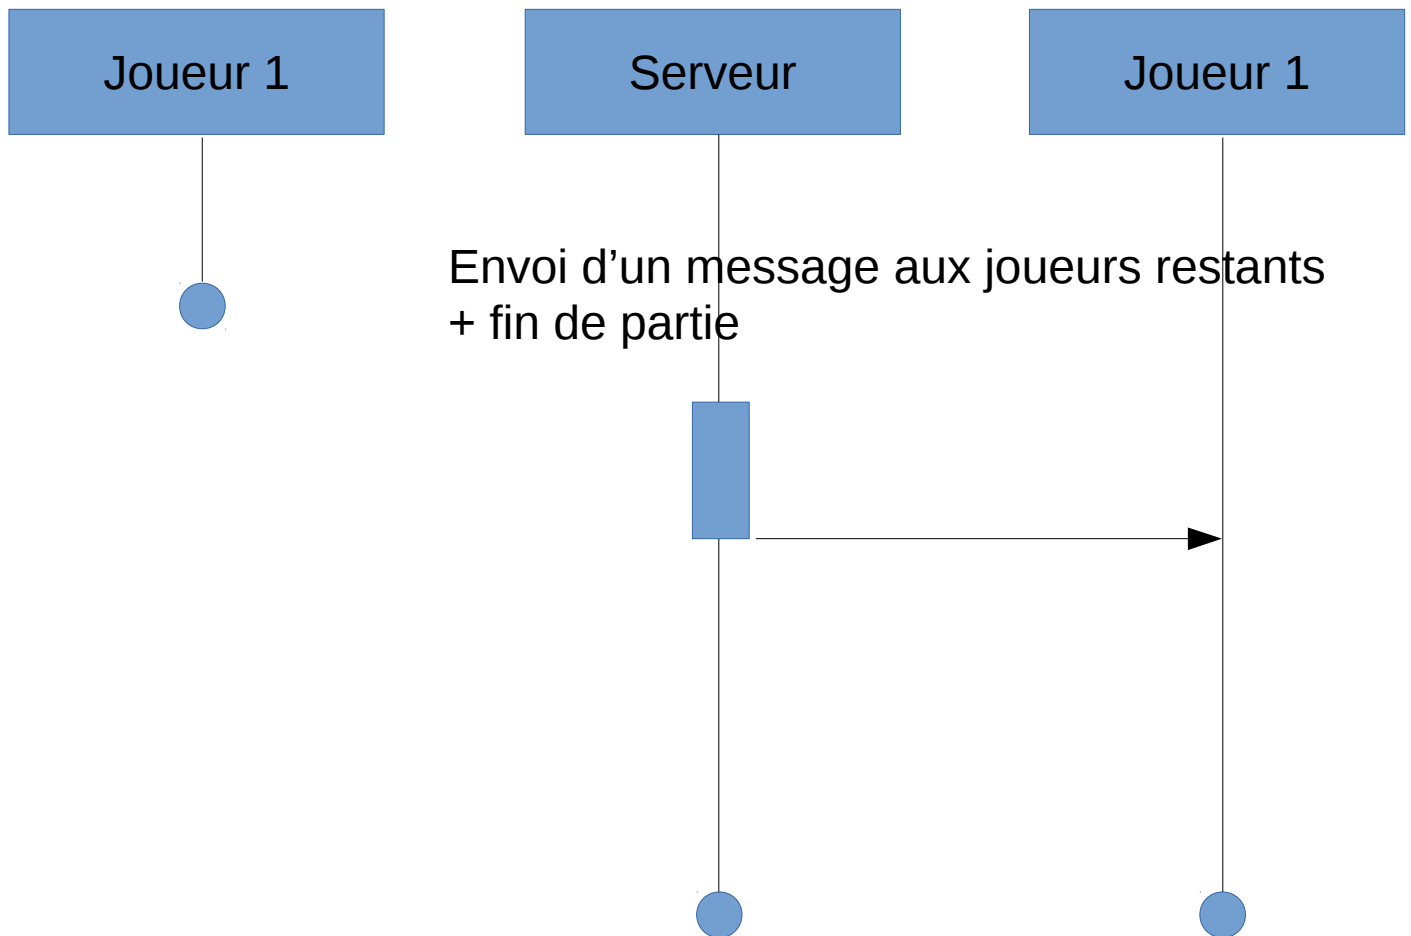 Joueur 1
Serveur
Joueur 1
Envoi d’un message aux joueurs restants
+ fin de partie